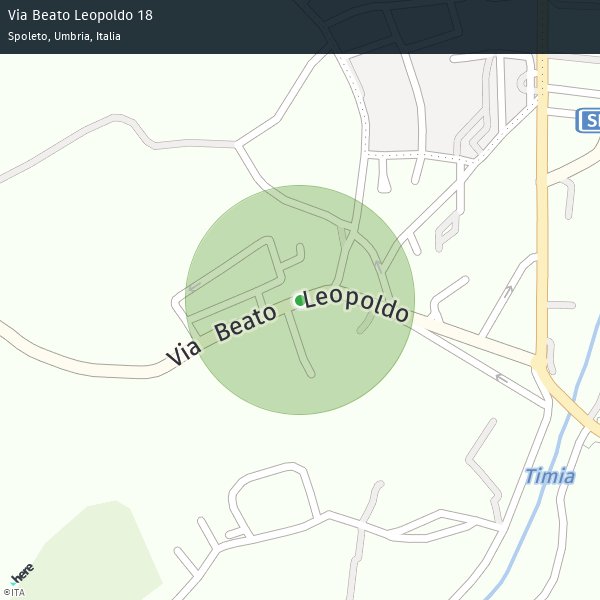 Via Beato Leopoldo 18
Spoleto, Umbria, Italia
Via Beato Leopoldo
Timia
here
©ITA